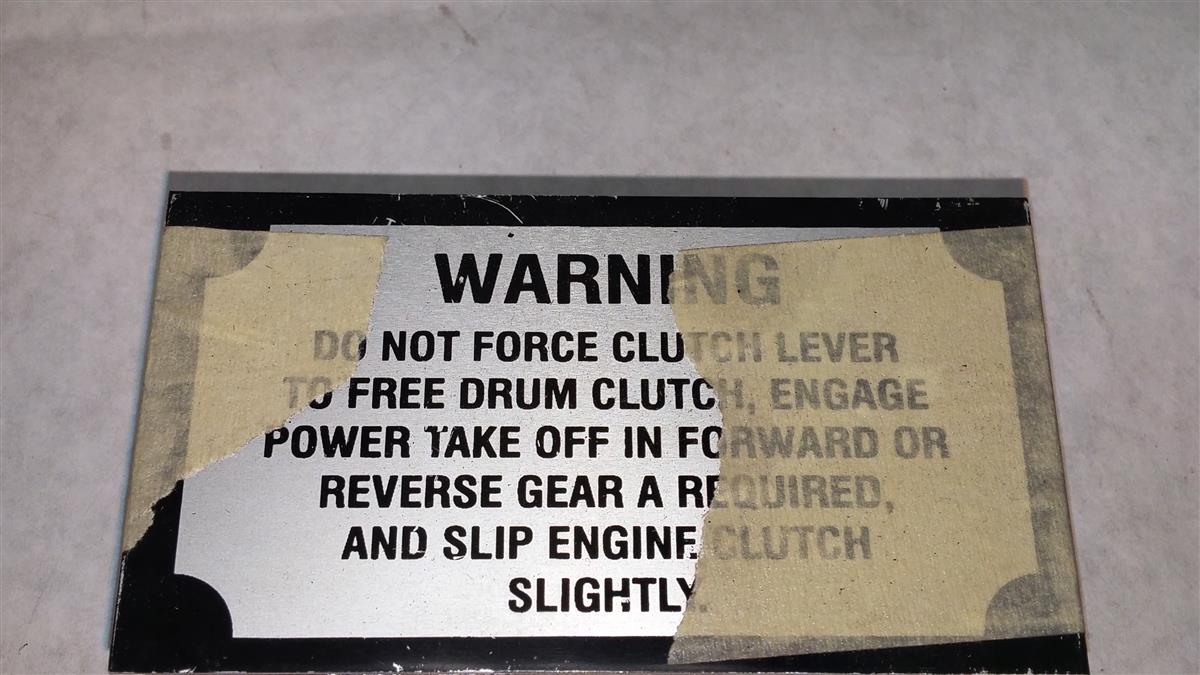 WARNING
DO NOT FORCE CLUTCH LEVER
TO FREE DRUM CLUTCH, ENGAGE
POWER TAKE OFF IN FORWARD OR
REVERSE GEAR A REQUIRED,
AND SLIP ENGINE CLUTCH
SLIGHTLY.